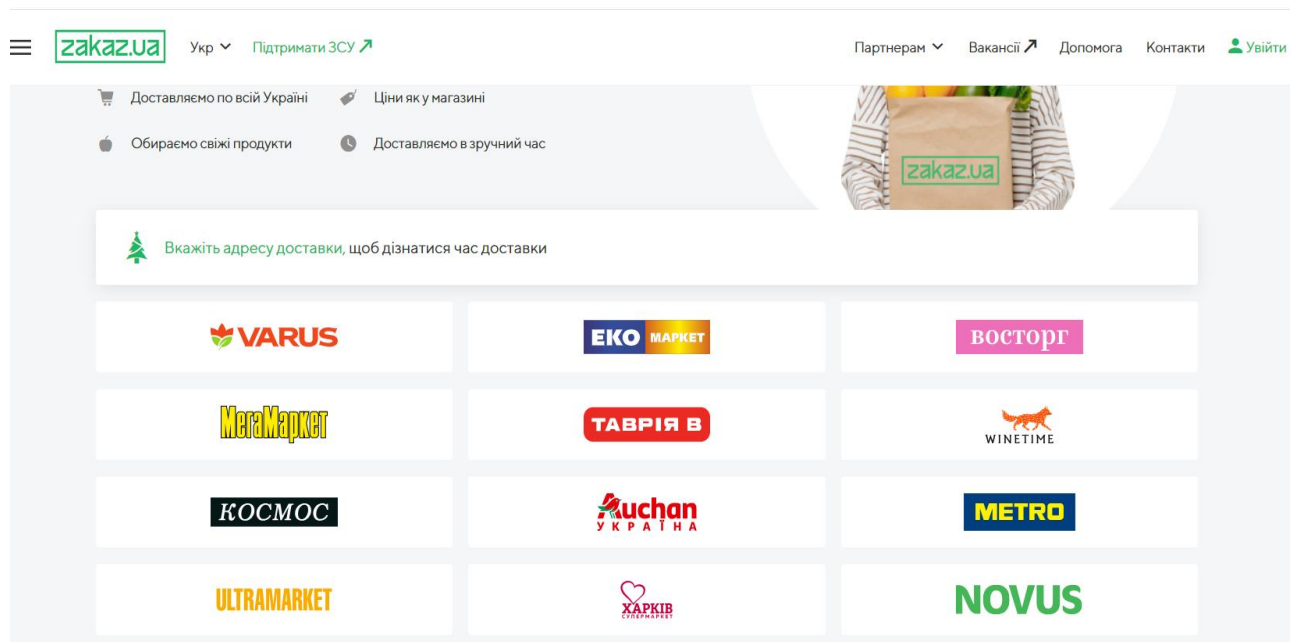 zakaz.ua Укр Підтримати ЗСУ Партнерам Вакансії Допомога Контакти Увійти
Доставляємо по всій Україні Ціни як у магазині
Обираємо свіжі продукти Доставляємо в зручний час
zakaz.ua
Вкажіть адресу доставки, щоб дізнатися час доставки
VARUS ЕКО МАРКЕТ ВОСТОРГ
МегаМаркет ТАВРІЯ В WINETIME
КОСМОС Auchan УКРАЇНА METRO
ULTRAMARKET ХАРКІВ СУПЕРМАРКЕТ NOVUS